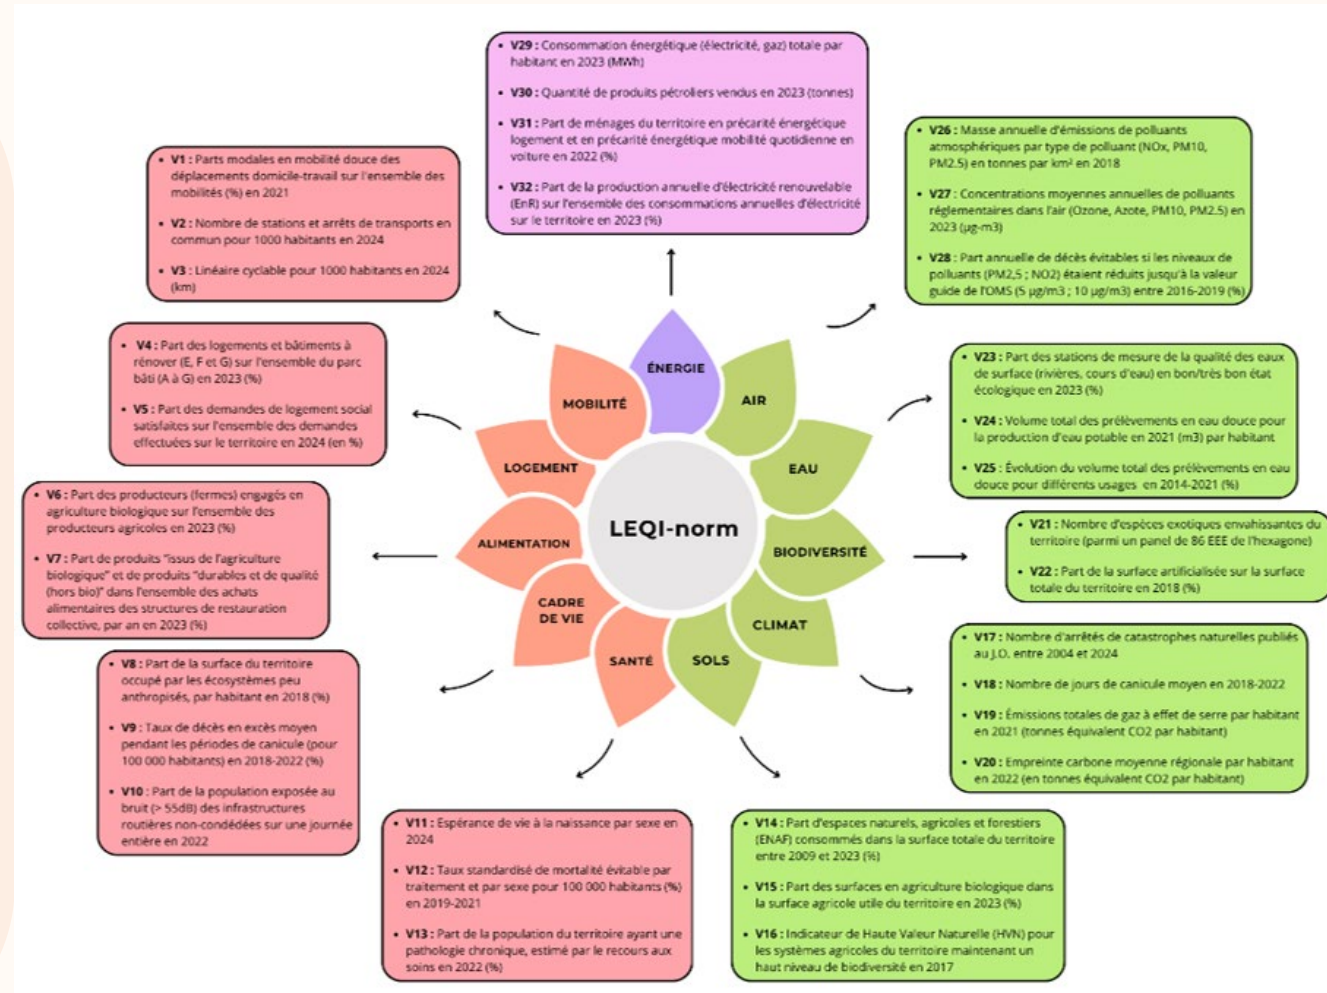 • V29 : Consommation énergétique (électricité, gaz) totale par
habitant en 2023 (MWh)
• V30 : Quantité de produits pétroliers vendus en 2023 (tonnes)
• V31 : Part de ménages du territoire en précarité énergétique
logement et en précarité énergétique mobilité quotidienne en
voiture en 2022 (%)
• V32 : Part de la production annuelle d'électricité renouvelable
(EnR) sur l'ensemble des consommations annuelles d'électricité
sur le territoire en 2023 (%)
• V26 : Masse annuelle d'émissions de polluants
atmosphériques par type de polluant (NOx, PM10,
PM2.5) en tonnes par km² en 2018
• V27 : Concentrations moyennes annuelles de polluants
réglementaires dans l'air (Ozone, Azote, PM10, PM2.5) en
2023 (µg-m3)
• V28 : Part annuelle de décès évitables si les niveaux de
polluants (PM2,5 ; NO2) étaient réduits jusqu'à la valeur
guide de l'OMS (5 µg/m3 ; 10 µg/m3) entre 2016-2019 (%)
• V1 : Parts modales en mobilité douce des
déplacements domicile-travail sur l'ensemble des
mobilités (%) en 2021
• V2 : Nombre de stations et arrêts de transports en
commun pour 1000 habitants en 2024
• V3 : Linéaire cyclable pour 1000 habitants en 2024
(km)
• V4 : Part des logements et bâtiments à
rénover (E, F et G) sur l'ensemble du parc
bâti (A à G) en 2023 (%)
• V5 : Part des demandes de logement social
satisfaites sur l'ensemble des demandes
effectuées sur le territoire en 2024 (en %)
• V23 : Part des stations de mesure de la qualité des eaux
de surface (rivières, cours d'eau) en bon/très bon état
écologique en 2023 (%)
• V24 : Volume total des prélèvements en eau douce pour
la production d'eau potable en 2021 (m3) par habitant
• V25 : Évolution du volume total des prélèvements en eau
douce pour différents usages en 2014-2021 (%)
• V6 : Part des producteurs (fermes) engagés en
agriculture biologique sur l'ensemble des
producteurs agricoles en 2023 (%)
• V7 : Part de produits "issus de l'agriculture
biologique" et de produits "durables et de qualité
(hors bio)" dans l'ensemble des achats
alimentaires des structures de restauration
collective, par an en 2023 (%)
• V21 : Nombre d'espèces exotiques envahissantes du
territoire (parmi un panel de 86 EEE de l'hexagone)
• V22 : Part de la surface artificialisée sur la surface
totale du territoire en 2018 (%)
• V8 : Part de la surface du territoire
occupé par les écosystèmes peu
anthropisés, par habitant en 2018 (%)
• V9 : Taux de décès en excès moyen
pendant les périodes de canicule (pour
100 000 habitants) en 2018-2022 (%)
• V10 : Part de la population exposée au
bruit (> 55dB) des infrastructures
routières non-condédées sur une journée
entière en 2022
• V17 : Nombre d'arrêtés de catastrophes naturelles publiés
au J.O. entre 2004 et 2024
• V18 : Nombre de jours de canicule moyen en 2018-2022
• V19 : Émissions totales de gaz à effet de serre par habitant
en 2021 (tonnes équivalent CO2 par habitant)
• V20 : Empreinte carbone moyenne régionale par habitant
en 2022 (en tonnes équivalent CO2 par habitant)
• V11 : Espérance de vie à la naissance par sexe en
2024
• V12 : Taux standardisé de mortalité évitable par
traitement et par sexe pour 100 000 habitants (%)
en 2019-2021
• V13 : Part de la population du territoire ayant une
pathologie chronique, estimé par le recours aux
soins en 2022 (%)
• V14 : Part d'espaces naturels, agricoles et forestiers
(ENAF) consommés dans la surface totale du territoire
entre 2009 et 2023 (%)
• V15 : Part des surfaces en agriculture biologique dans
la surface agricole utile du territoire en 2023 (%)
• V16 : Indicateur de Haute Valeur Naturelle (HVN) pour
les systèmes agricoles du territoire maintenant un
haut niveau de biodiversité en 2017
ÉNERGIE
AIR
EAU
BIODIVERSITÉ
CLIMAT
SOLS
SANTÉ
CADRE
DE VIE
ALIMENTATION
LOGEMENT
MOBILITÉ
LEQI-norm